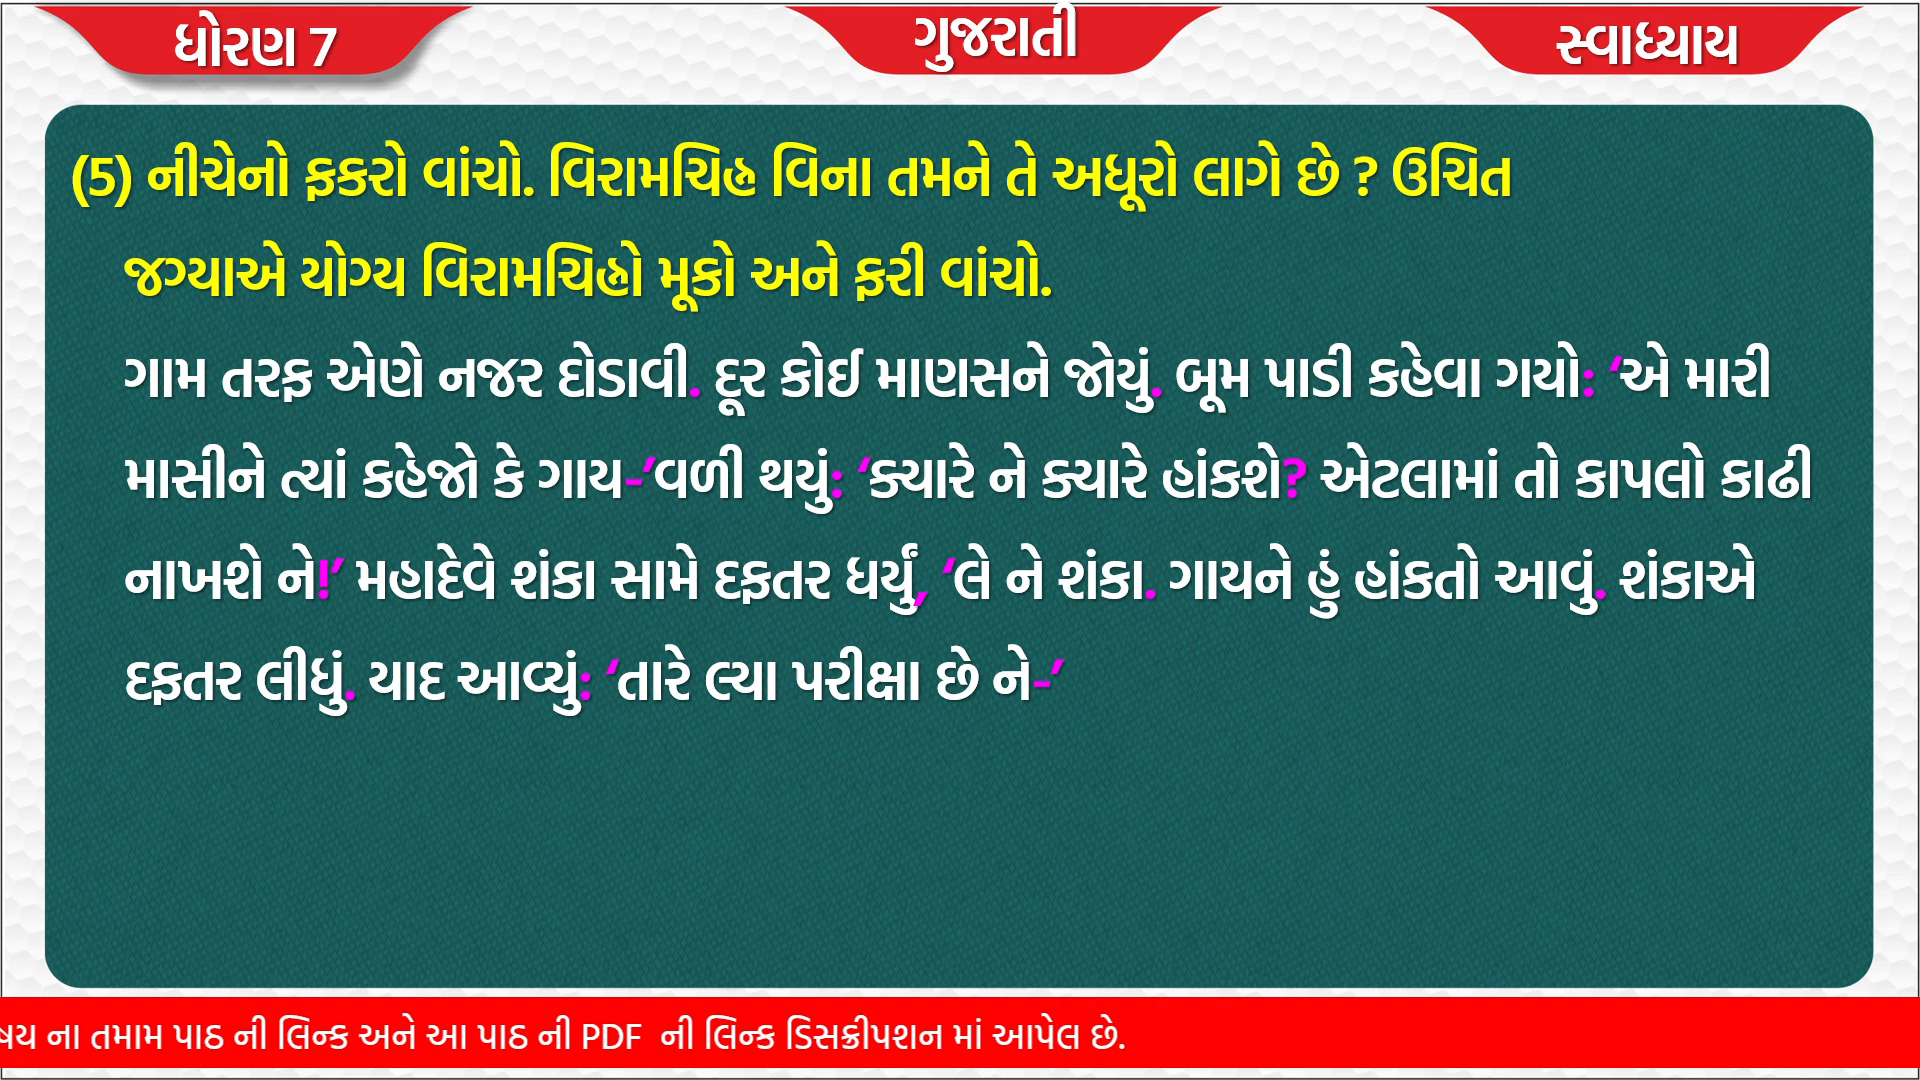 ધોરણ 7
ગુજરાતી
સ્વાધ્યાય
(5) નીચેનો ફકરો વાંચો. વિરામચિહ્ન વિના તમને તે અધૂરો લાગે છે ? ઉચિત
જગ્યાએ યોગ્ય વિરામચિહ્નો મૂકો અને ફરી વાંચો.
ગામ તરફ એણે નજર દોડાવી. દૂર કોઈ માણસને જોયું. બૂમ પાડી કહેવા ગયો: ‘એ મારી
માસીને ત્યાં કહેજો કે ગાય-’વળી થયું: ‘ક્યારે ને ક્યારે હાંકશે? એટલામાં તો કાપલો કાઢી
નાખશે ને!’ મહાદેવે શંકા સામે દફતર ધર્યું, ‘લે ને શંકા. ગાયને હું હાંકતો આવું. શંકાએ
દફતર લીધું. યાદ આવ્યું: ‘તારે લ્યા પરીક્ષા છે ને-’
ષય ના તમામ પાઠ ની લિન્ક અને આ પાઠ ની PDF ની લિન્ક ડિસક્રીપશન માં આપેલ છે.